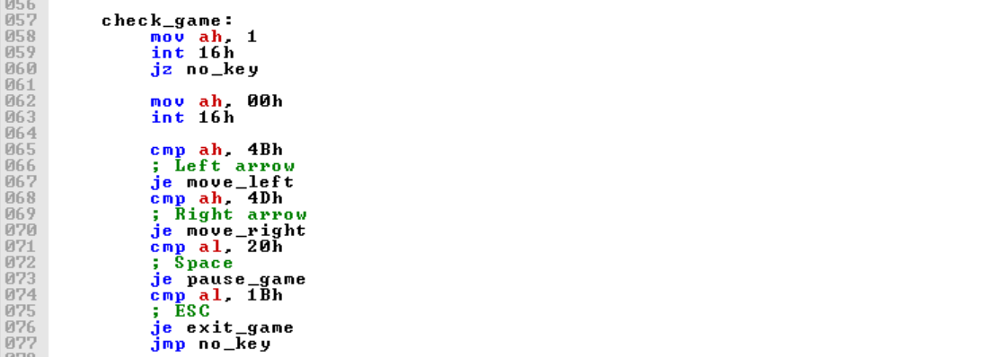 056
057 check_game:
058 mov ah, 1
059 int 16h
060 jz no_key
061
062 mov ah, 00h
063 int 16h
064
065 cmp ah, 4Bh
066 ; Left arrow
067 je move_left
068 cmp ah, 4Dh
069 ; Right arrow
070 je move_right
071 cmp al, 20h
072 ; Space
073 je pause_game
074 cmp al, 1Bh
075 ; ESC
076 je exit_game
077 jmp no_key